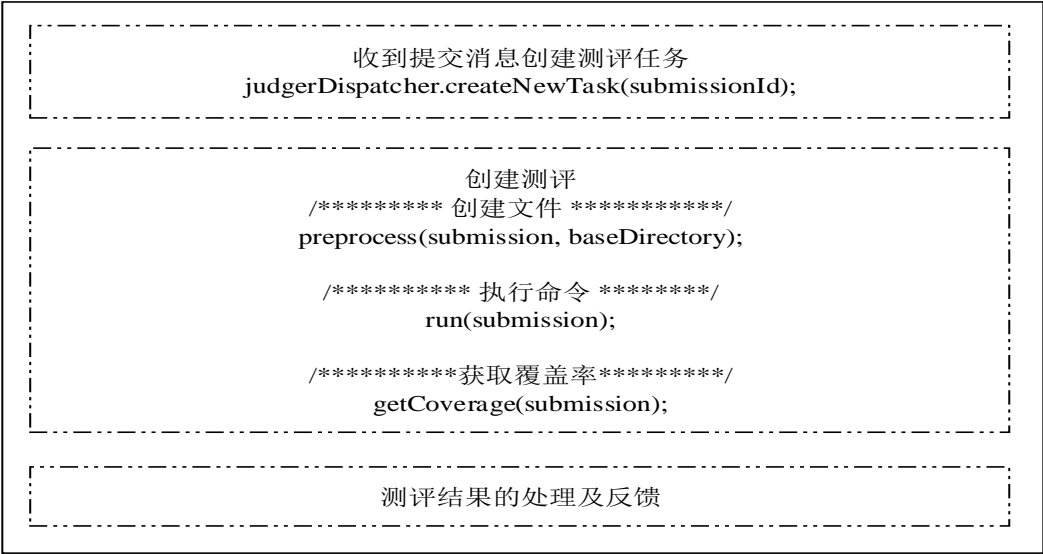 收到提交消息创建测评任务
judgerDispatcher.createNewTask(submissionId);
创建测评
/********* 创建文件 ***********/
preprocess(submission, baseDirectory);
/********** 执行命令 ********/
run(submission);
/**********获取覆盖率*********/
getCoverage(submission);
测评结果的处理及反馈